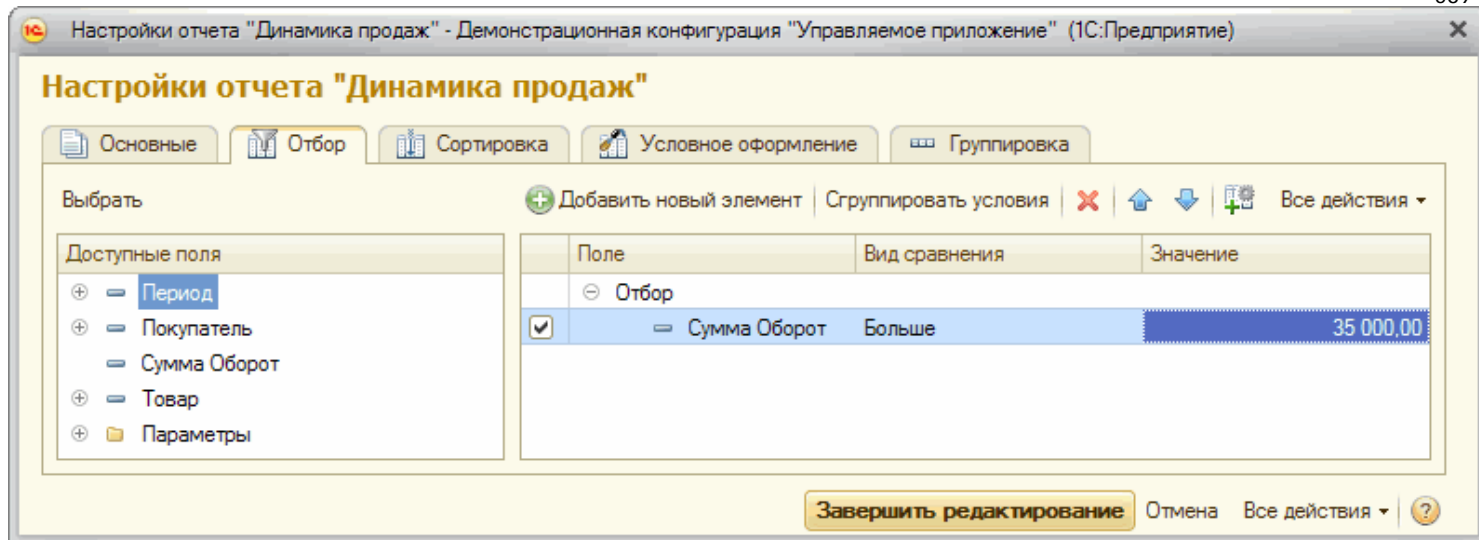 Настройки отчета "Динамика продаж" - Демонстрационная конфигурация "Управляемое приложение" (1С:Предприятие)
Настройки отчета "Динамика продаж"
Основные Отбор Сортировка Условное оформление Группировка
Выбрать Добавить новый элемент Сгруппировать условия Все действия
Доступные поля Поле Вид сравнения Значение
Период Отбор
Покупатель Сумма Оборот Больше 35 000,00
Сумма Оборот
Товар
Параметры
Завершить редактирование Отмена Все действия ?